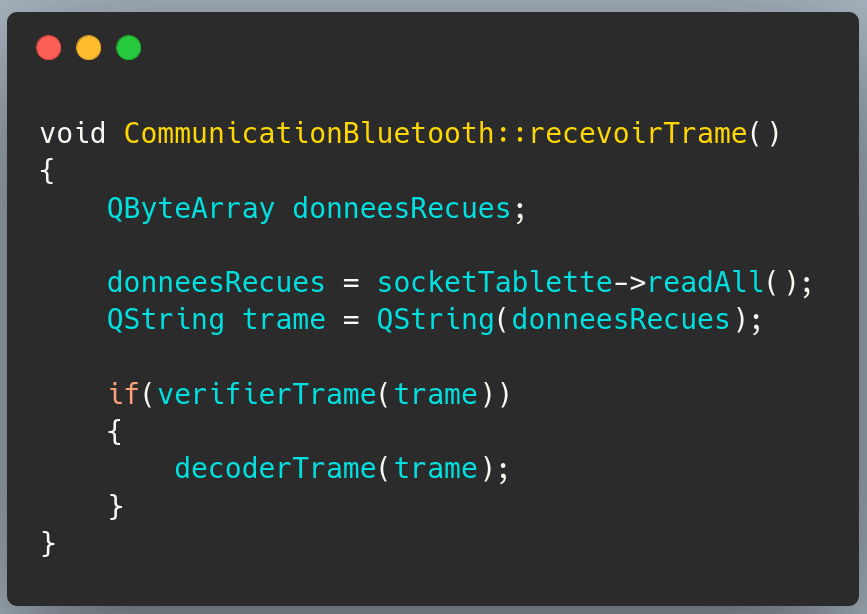 void CommunicationBluetooth::recevoirTrame()
{
    QByteArray donneesRecues;

    donneesRecues = socketTablette->readAll();
    QString trame = QString(donneesRecues);

    if(verifierTrame(trame))
    {
        decoderTrame(trame);
    }
}